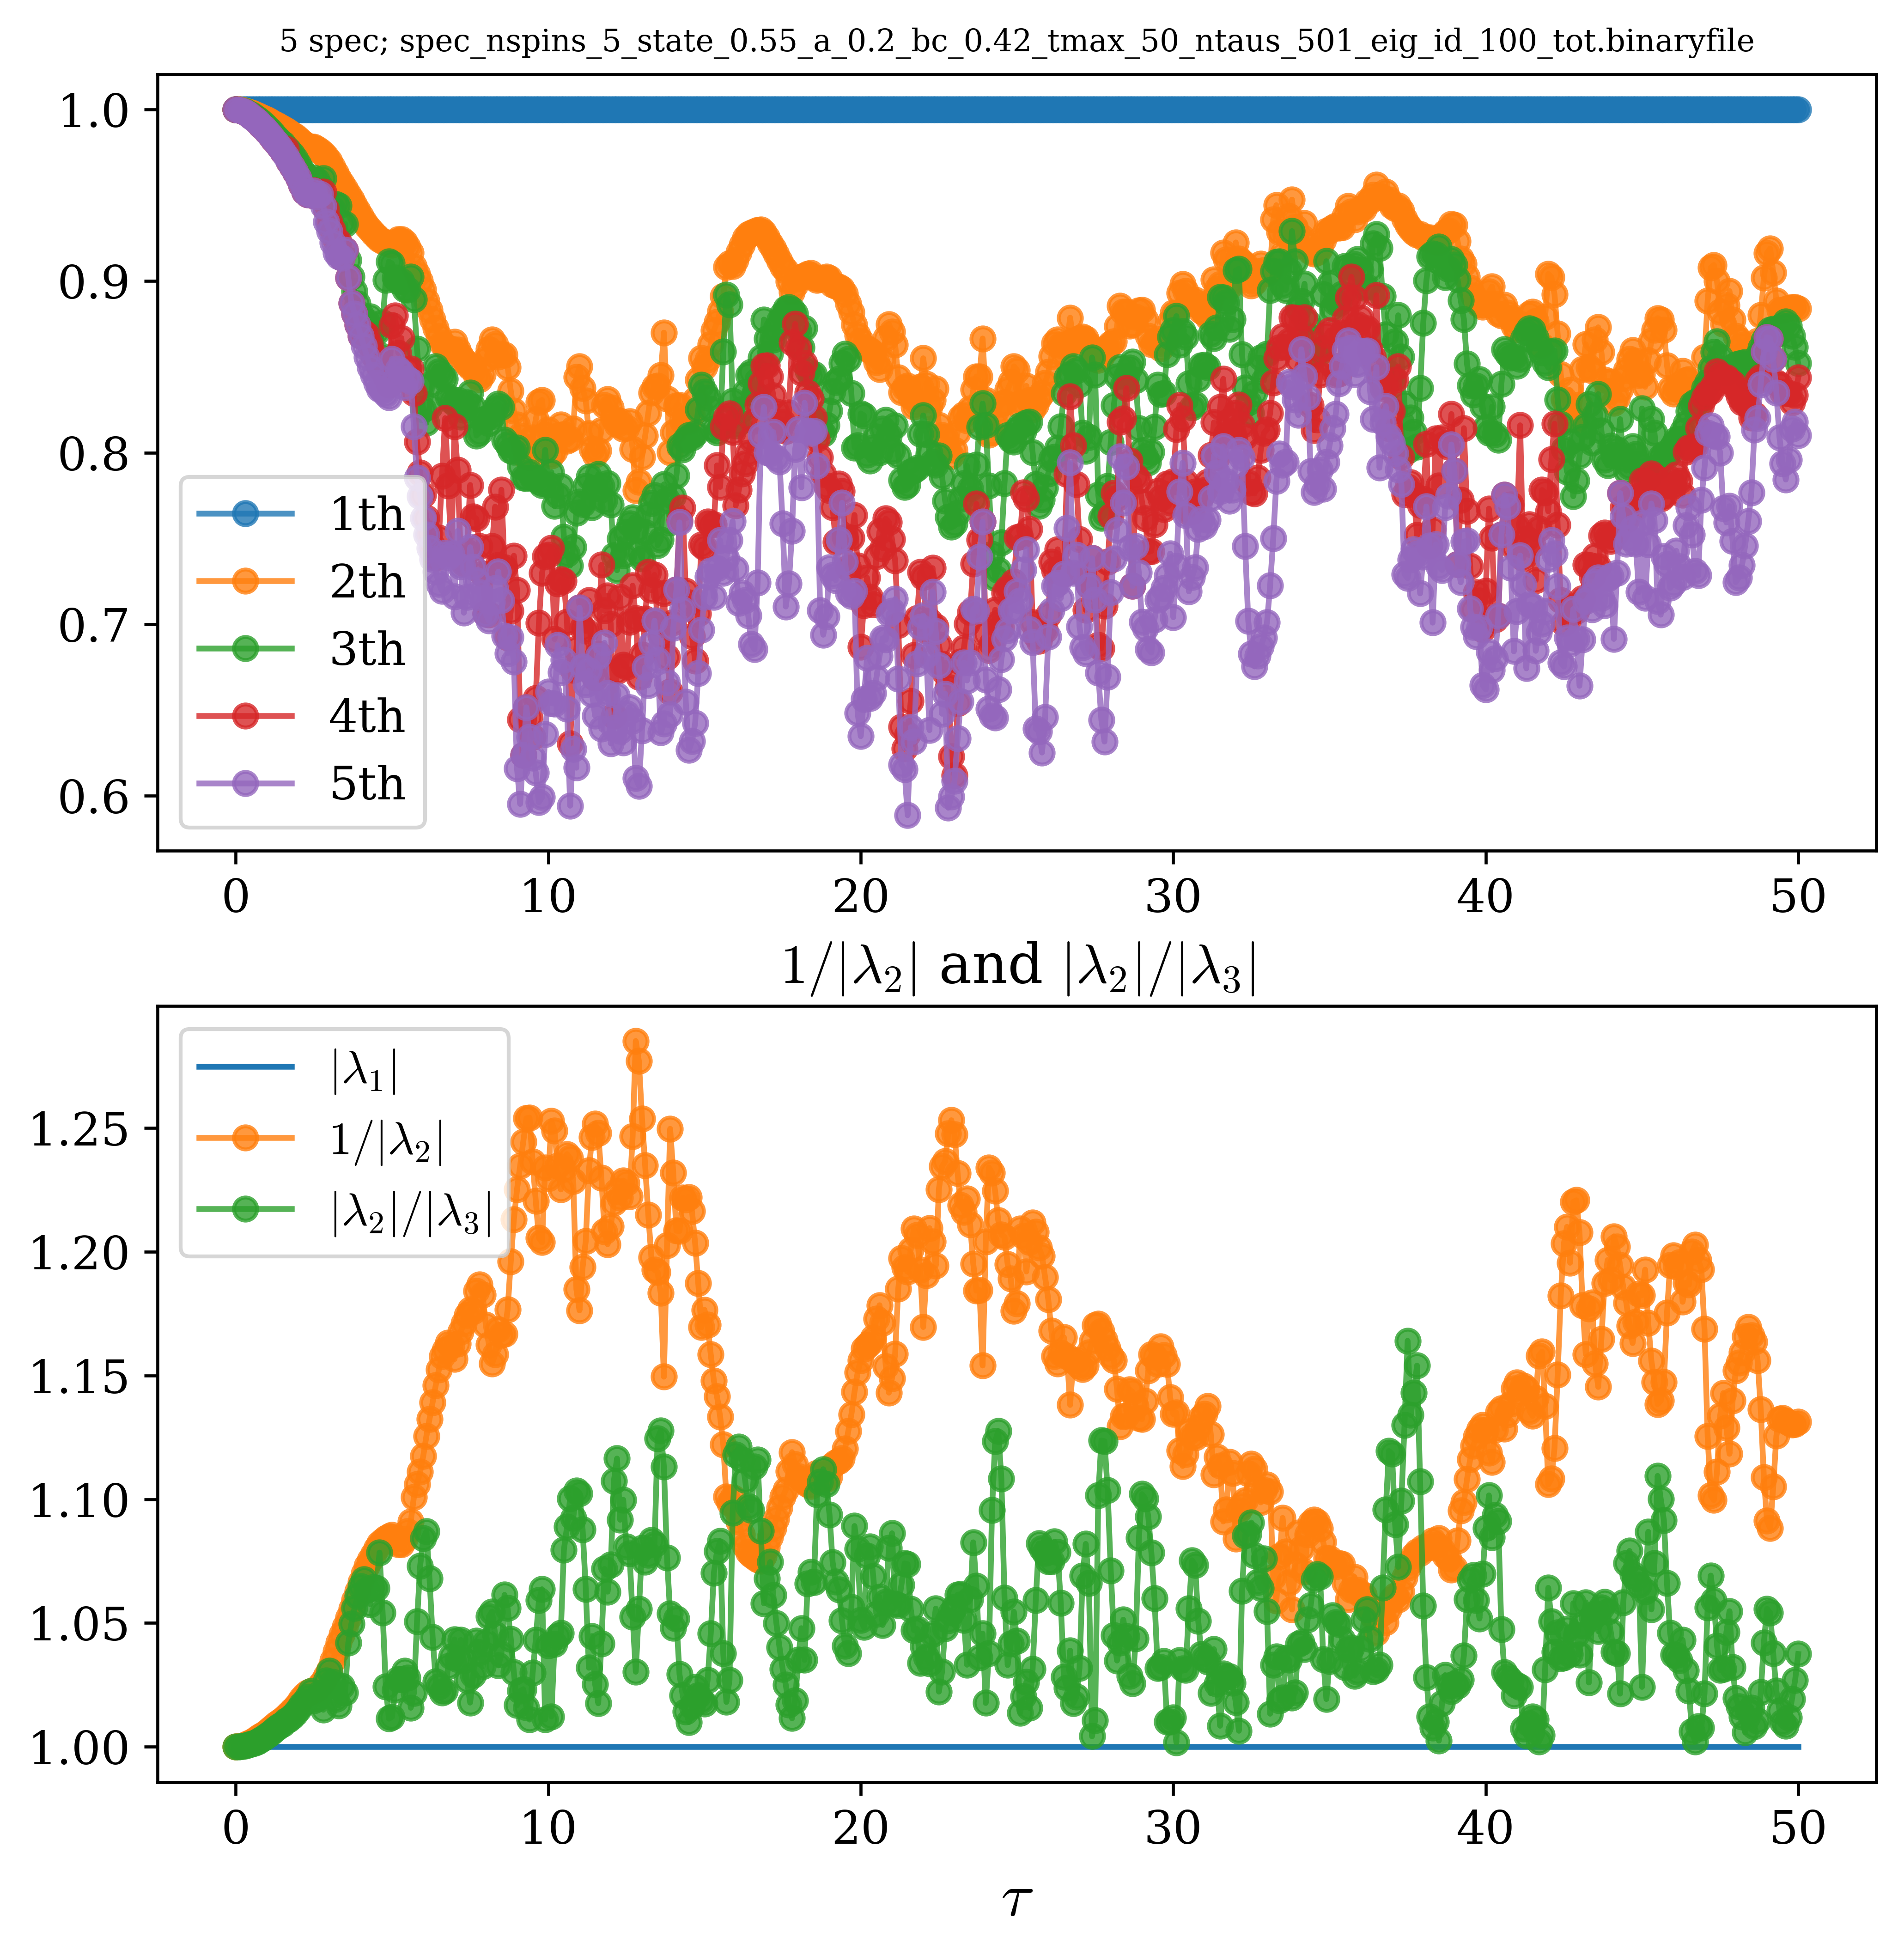 5 spec; spec_nspins_5_state_0.55_a_0.2_bc_0.42_tmax_50_ntaus_501_eig_id_100_tot.binaryfile
1.0
0.9
0.8
0.7
0.6
1th
2th
3th
4th
5th
0 10 20 30 40 50
1/|λ₂| and |λ₂|/|λ₃|
1.25
1.20
1.15
1.10
1.05
1.00
|λ₁|
1/|λ₂|
|λ₂|/|λ₃|
0 10 20 30 40 50
τ